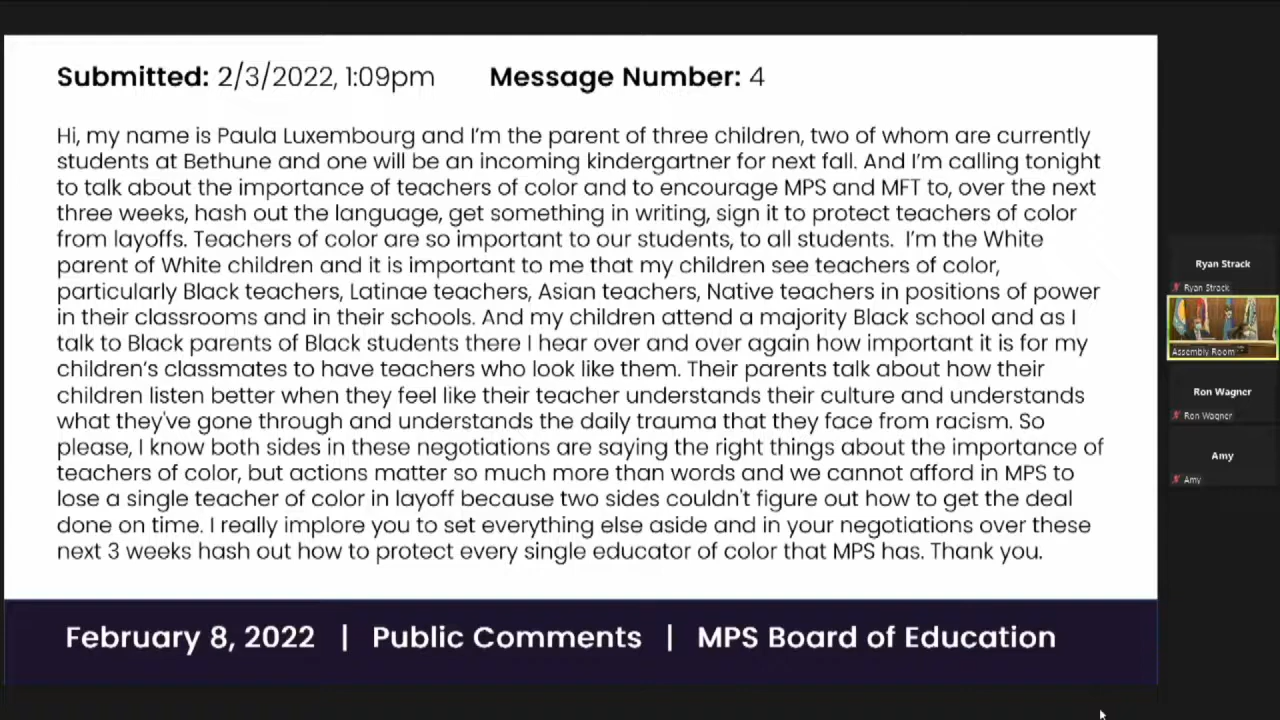 Submitted: 2/3/2022, 1:09pm Message Number: 4
Hi, my name is Paula Luxembourg and I'm the parent of three children, two of whom are currently
students at Bethune and one will be an incoming kindergartner for next fall. And I'm calling tonight
to talk about the importance of teachers of color and to encourage MPS and MFT to, over the next
three weeks, hash out the language, get something in writing, sign it to protect teachers of color
from layoffs. Teachers of color are so important to our students, to all students.  I'm the White
parent of White children and it is important to me that my children see teachers of color,
particularly Black teachers, Latinae teachers, Asian teachers, Native teachers in positions of power
in their classrooms and in their schools. And my children attend a majority Black school and as I
talk to Black parents of Black students there I hear over and over again how important it is for my
children's classmates to have teachers who look like them. Their parents talk about how their
children listen better when they feel like their teacher understands their culture and understands
what they've gone through and understands the daily trauma that they face from racism. So
please, I know both sides in these negotiations are saying the right things about the importance of
teachers of color, but actions matter so much more than words and we cannot afford in MPS to
lose a single teacher of color in layoff because two sides couldn't figure out how to get the deal
done on time. I really implore you to set everything else aside and in your negotiations over these
next 3 weeks hash out how to protect every single educator of color that MPS has. Thank you.
February 8, 2022 | Public Comments | MPS Board of Education
Ryan Strack
Ryan Strack
Assembly Room
Ron Wagner
Ron Wagner
Amy
Amy